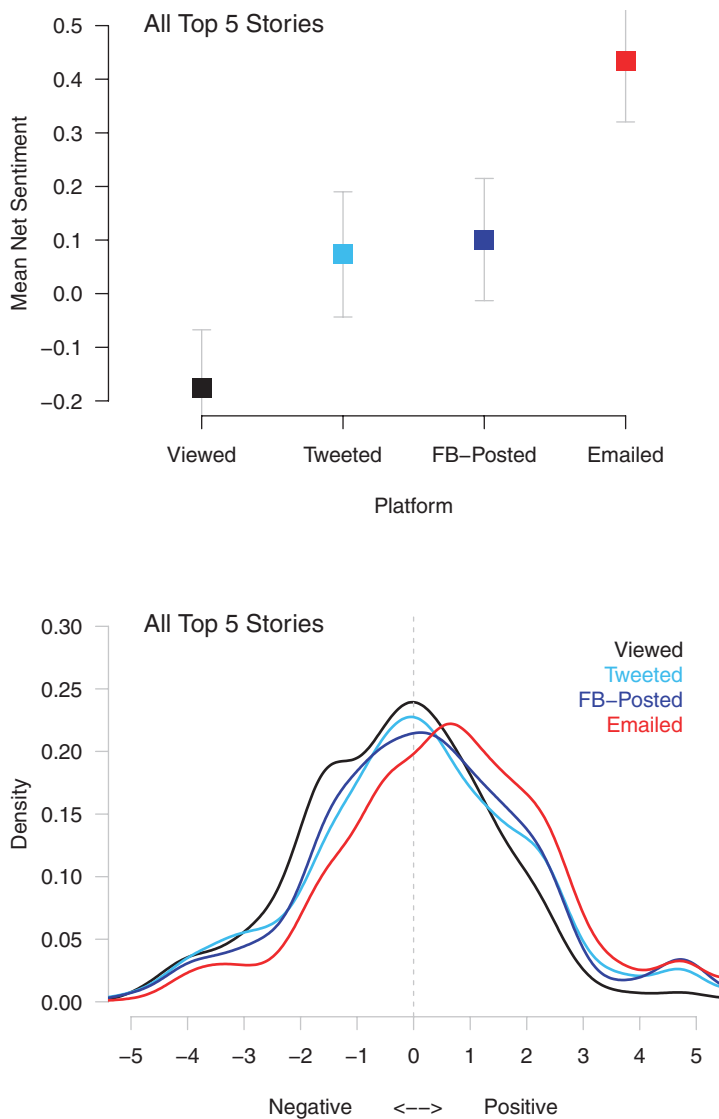 All Top 5 Stories
0.5
0.4
0.3
0.2
0.1
0.0
−0.1
−0.2
Mean Net Sentiment
Viewed Tweeted FB−Posted Emailed
Platform
All Top 5 Stories
0.30
0.25
0.20
0.15
0.10
0.05
0.00
Density
Viewed
Tweeted
FB−Posted
Emailed
−5 −4 −3 −2 −1 0 1 2 3 4 5
Negative <−−> Positive